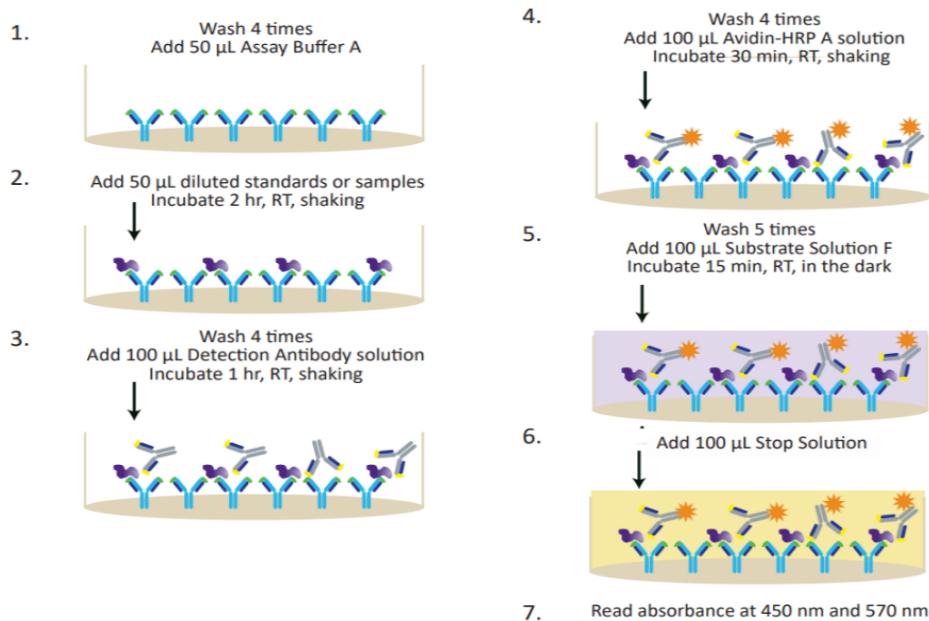 1.
Wash 4 times
Add 50 µL Assay Buffer A
2.
Add 50 µL diluted standards or samples
Incubate 2 hr, RT, shaking
3.
Wash 4 times
Add 100 µL Detection Antibody solution
Incubate 1 hr, RT, shaking
4.
Wash 4 times
Add 100 µL Avidin-HRP A solution
Incubate 30 min, RT, shaking
5.
Wash 5 times
Add 100 µL Substrate Solution F
Incubate 15 min, RT, in the dark
6.
Add 100 µL Stop Solution
7.
Read absorbance at 450 nm and 570 nm